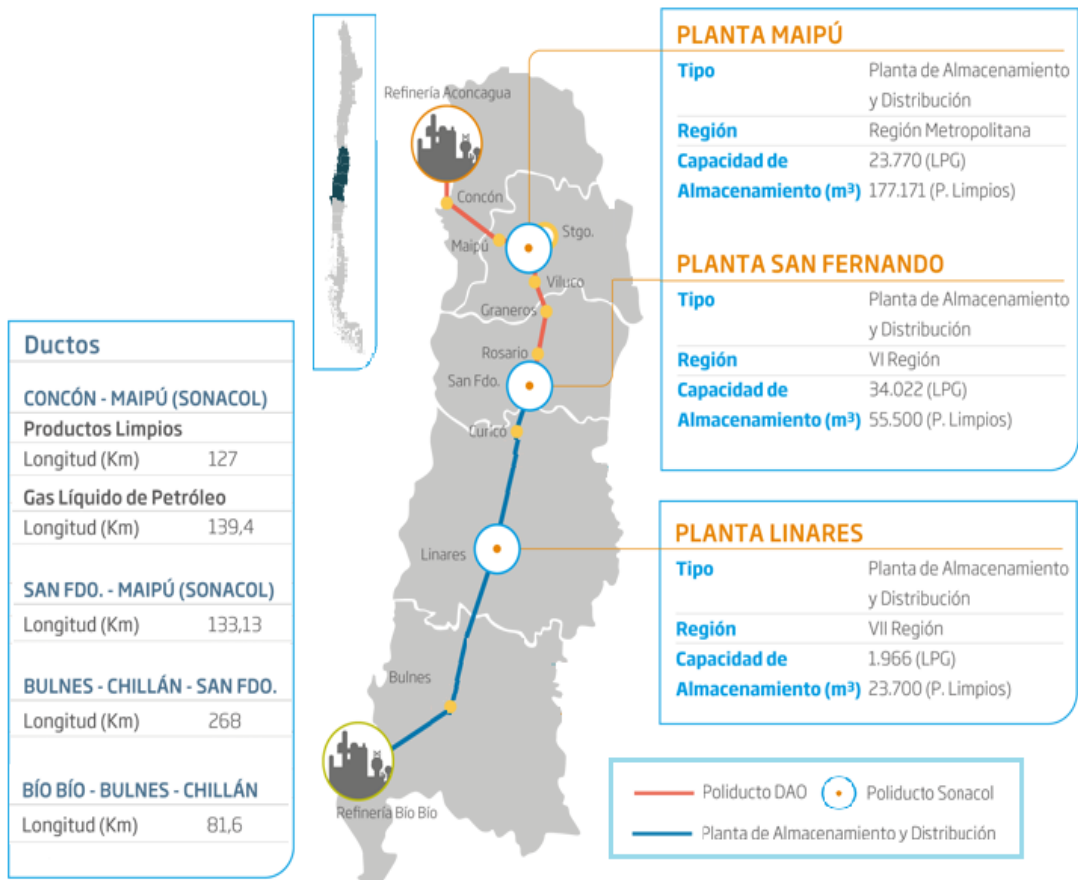 PLANTA MAIPÚ
Tipo Planta de Almacenamiento
y Distribución
Región Región Metropolitana
Capacidad de 23.770 (LPG)
Almacenamiento (m³) 177.171 (P. Limpios)
PLANTA SAN FERNANDO
Tipo Planta de Almacenamiento
y Distribución
Región VI Región
Capacidad de 34.022 (LPG)
Almacenamiento (m³) 55.500 (P. Limpios)
PLANTA LINARES
Tipo Planta de Almacenamiento
y Distribución
Región VII Región
Capacidad de 1.966 (LPG)
Almacenamiento (m³) 23.700 (P. Limpios)
Refinería Aconcagua
Concón
Stgo.
Maipú
Viluco
Graneros
Rosario
San Fdo.
Curicó
Linares
Bulnes
Refinería Bío Bío
Ductos
CONCÓN - MAIPÚ (SONACOL)
Productos Limpios
Longitud (Km) 127
Gas Líquido de Petróleo
Longitud (Km) 139,4
SAN FDO. - MAIPÚ (SONACOL)
Longitud (Km) 133,13
BULNES - CHILLÁN - SAN FDO.
Longitud (Km) 268
BÍO BÍO - BULNES - CHILLÁN
Longitud (Km) 81,6
Poliducto DAO Poliducto Sonacol
Planta de Almacenamiento y Distribución